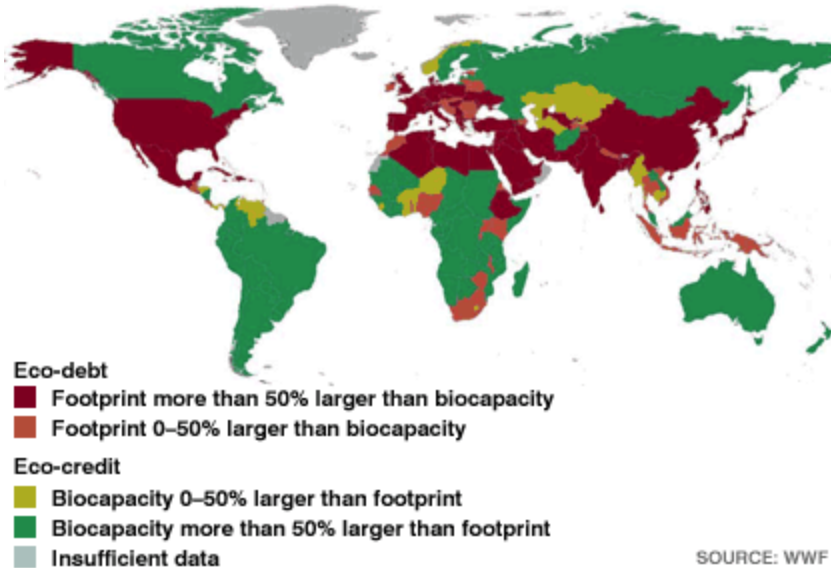 Eco-debt
Footprint more than 50% larger than biocapacity
Footprint 0–50% larger than biocapacity
Eco-credit
Biocapacity 0–50% larger than footprint
Biocapacity more than 50% larger than footprint
Insufficient data
SOURCE: WWF